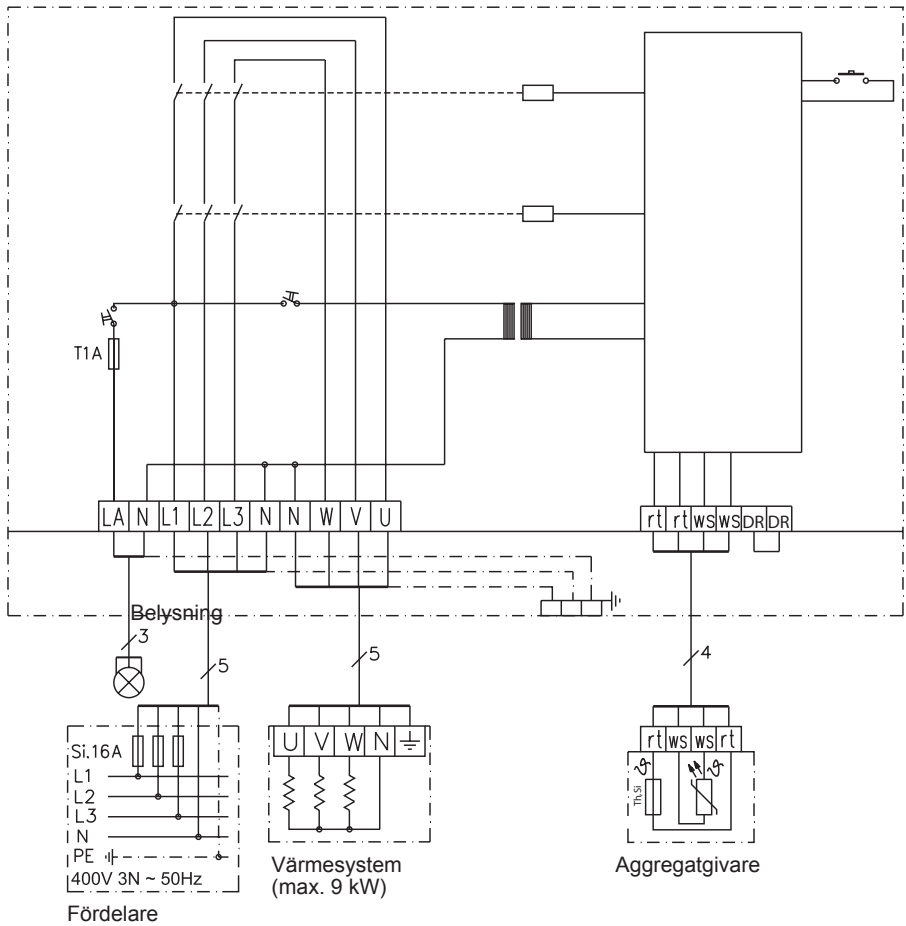 T1A
LA N L1 L2 L3 N N W V U
rt rt ws ws DR DR
Belysning
3
5
5
4
U V W N
rt ws ws rt
Si.16A
L1
L2
L3
N
PE
400V 3N ~ 50Hz
Th,Si
ϑ
ϑ
Fördelare
Värmesystem
(max. 9 kW)
Aggregatgivare